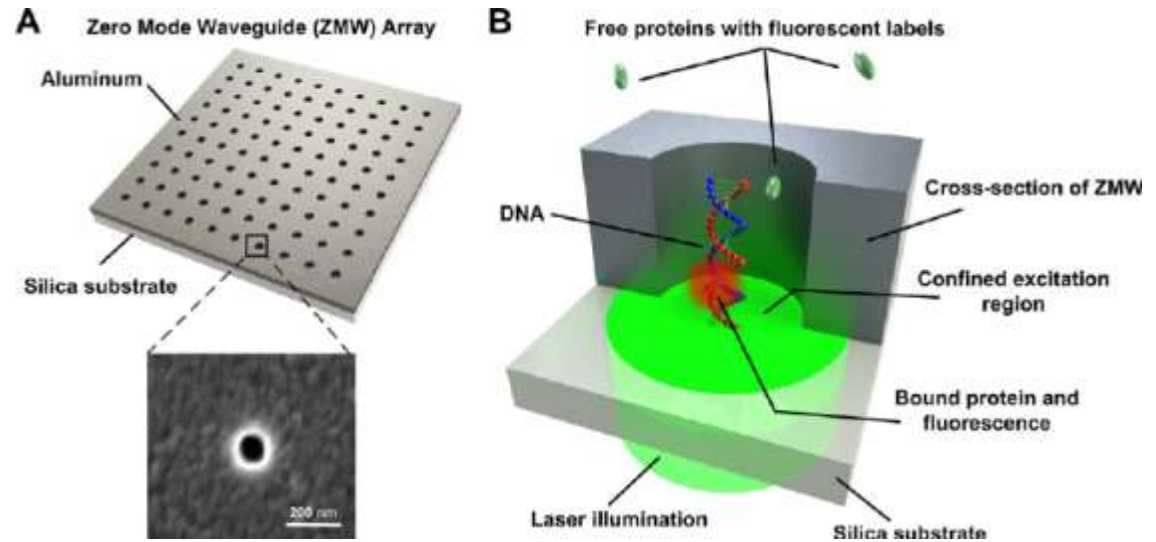 A
Zero Mode Waveguide (ZMW) Array
Aluminum
Silica substrate
200 nm
B
Free proteins with fluorescent labels
DNA
Cross-section of ZMW
Confined excitation
region
Bound protein and
fluorescence
Laser illumination
Silica substrate